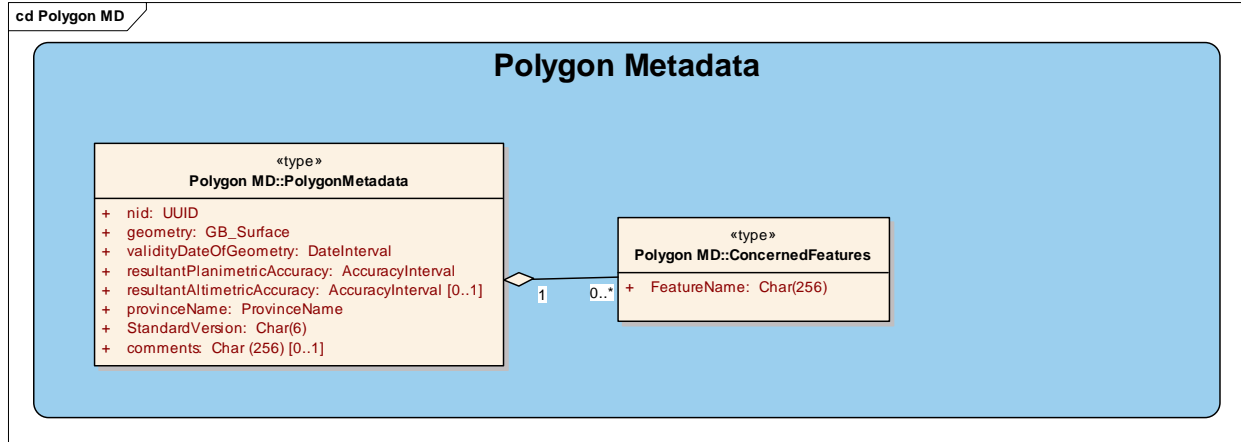 cd Polygon MD
Polygon Metadata
«type»
Polygon MD::PolygonMetadata
+ nid: UUID
+ geometry: GB_Surface
+ validityDateOfGeometry: DateInterval
+ resultantPlanimetricAccuracy: AccuracyInterval
+ resultantAltimetricAccuracy: AccuracyInterval [0..1]
+ provinceName: ProvinceName
+ StandardVersion: Char(6)
+ comments: Char (256) [0..1]
1
0..*
«type»
Polygon MD::ConcernedFeatures
+ FeatureName: Char(256)